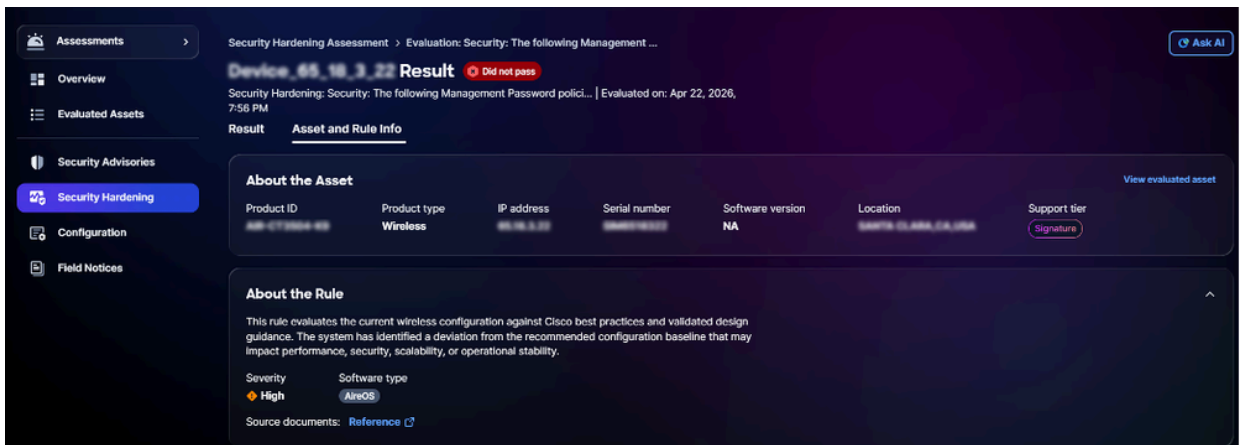 Assessments
Security Hardening Assessment > Evaluation: Security: The following Management ...
Ask AI
Overview
Result Did not pass
Security Hardening: Security: The following Management Password polici... | Evaluated on: Apr 22, 2026,
7:56 PM
Evaluated Assets
Result Asset and Rule Info
Security Advisories
Security Hardening
Configuration
Field Notices
About the Asset
View evaluated asset
Product ID Product type IP address Serial number Software version Location Support tier
Wireless NA Signature
About the Rule
This rule evaluates the current wireless configuration against Cisco best practices and validated design
guidance. The system has identified a deviation from the recommended configuration baseline that may
impact performance, security, scalability, or operational stability.
Severity Software type
High AireOS
Source documents: Reference